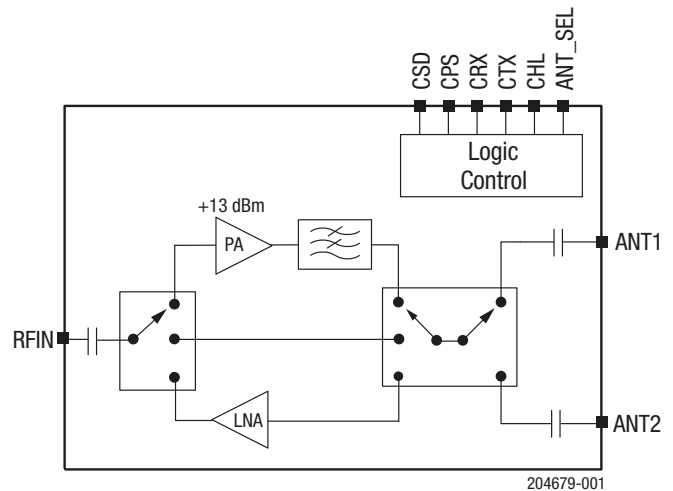 CSD
CPS
CRX
CTX
CHL
ANT_SEL
Logic
Control
+13 dBm
PA
ANT1
RFIN
LNA
ANT2
204679-001